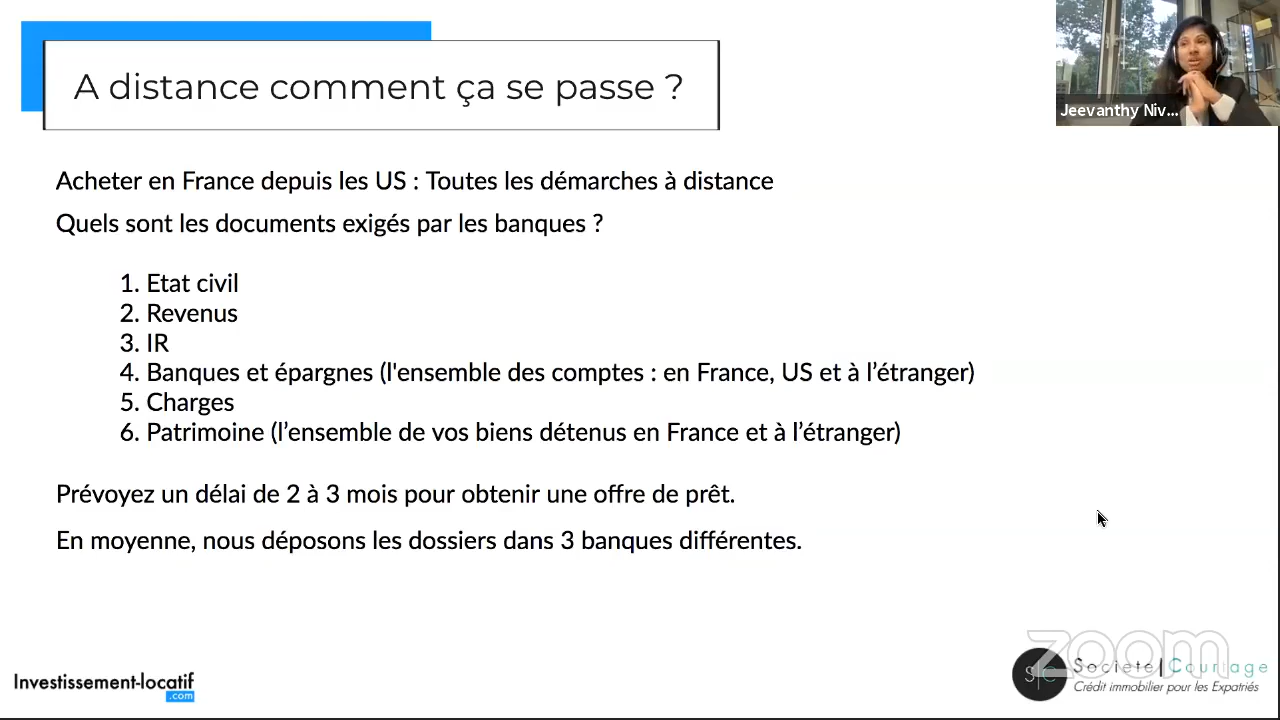 A distance comment ça se passe ?
Jeevanthy Niv...
Acheter en France depuis les US : Toutes les démarches à distance
Quels sont les documents exigés par les banques ?
1. Etat civil
2. Revenus
3. IR
4. Banques et épargnes (l'ensemble des comptes : en France, US et à l’étranger)
5. Charges
6. Patrimoine (l’ensemble de vos biens détenus en France et à l’étranger)
Prévoyez un délai de 2 à 3 mois pour obtenir une offre de prêt.
En moyenne, nous déposons les dossiers dans 3 banques différentes.
zoom
Investissement-locatif
.com
S|C
Societe|Courtage
Crédit immobilier pour les Expatriés